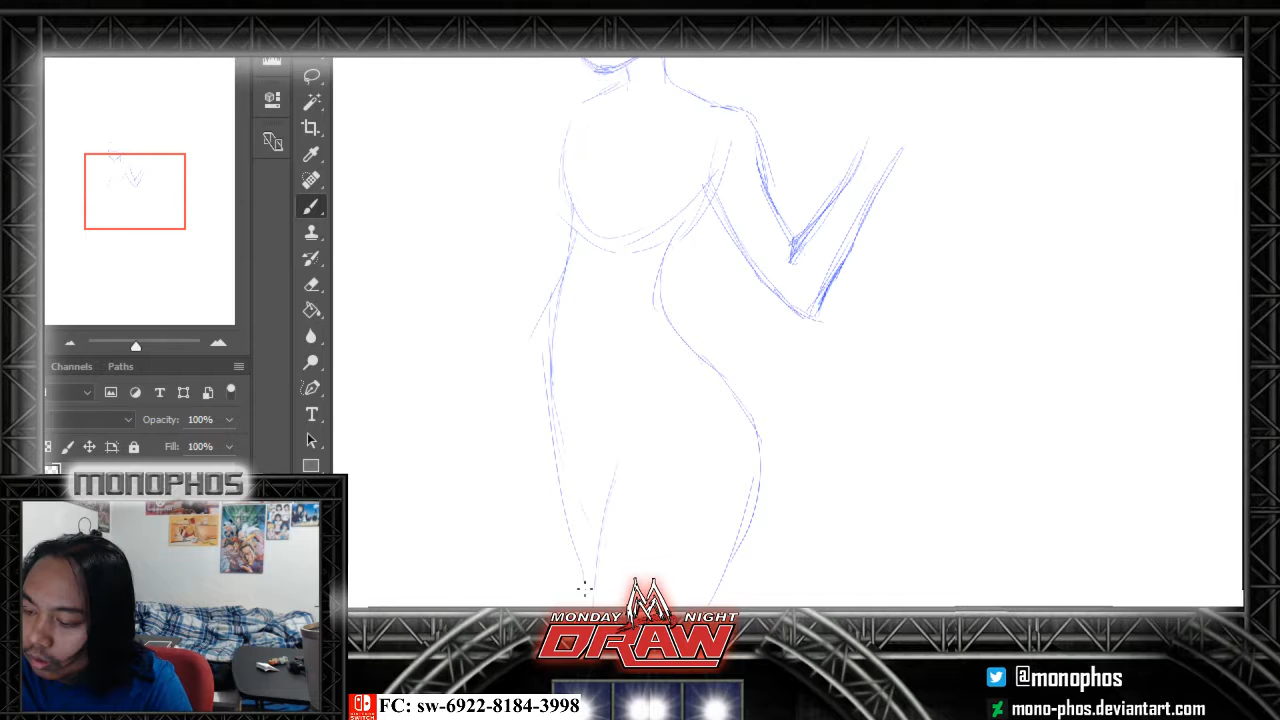 Channels Paths
Opacity: 100%
Fill: 100%
MONOPHOS
MONDAY NIGHT
DRAW
FC: sw-6922-8184-3998
@monophos
mono-phos.deviantart.com